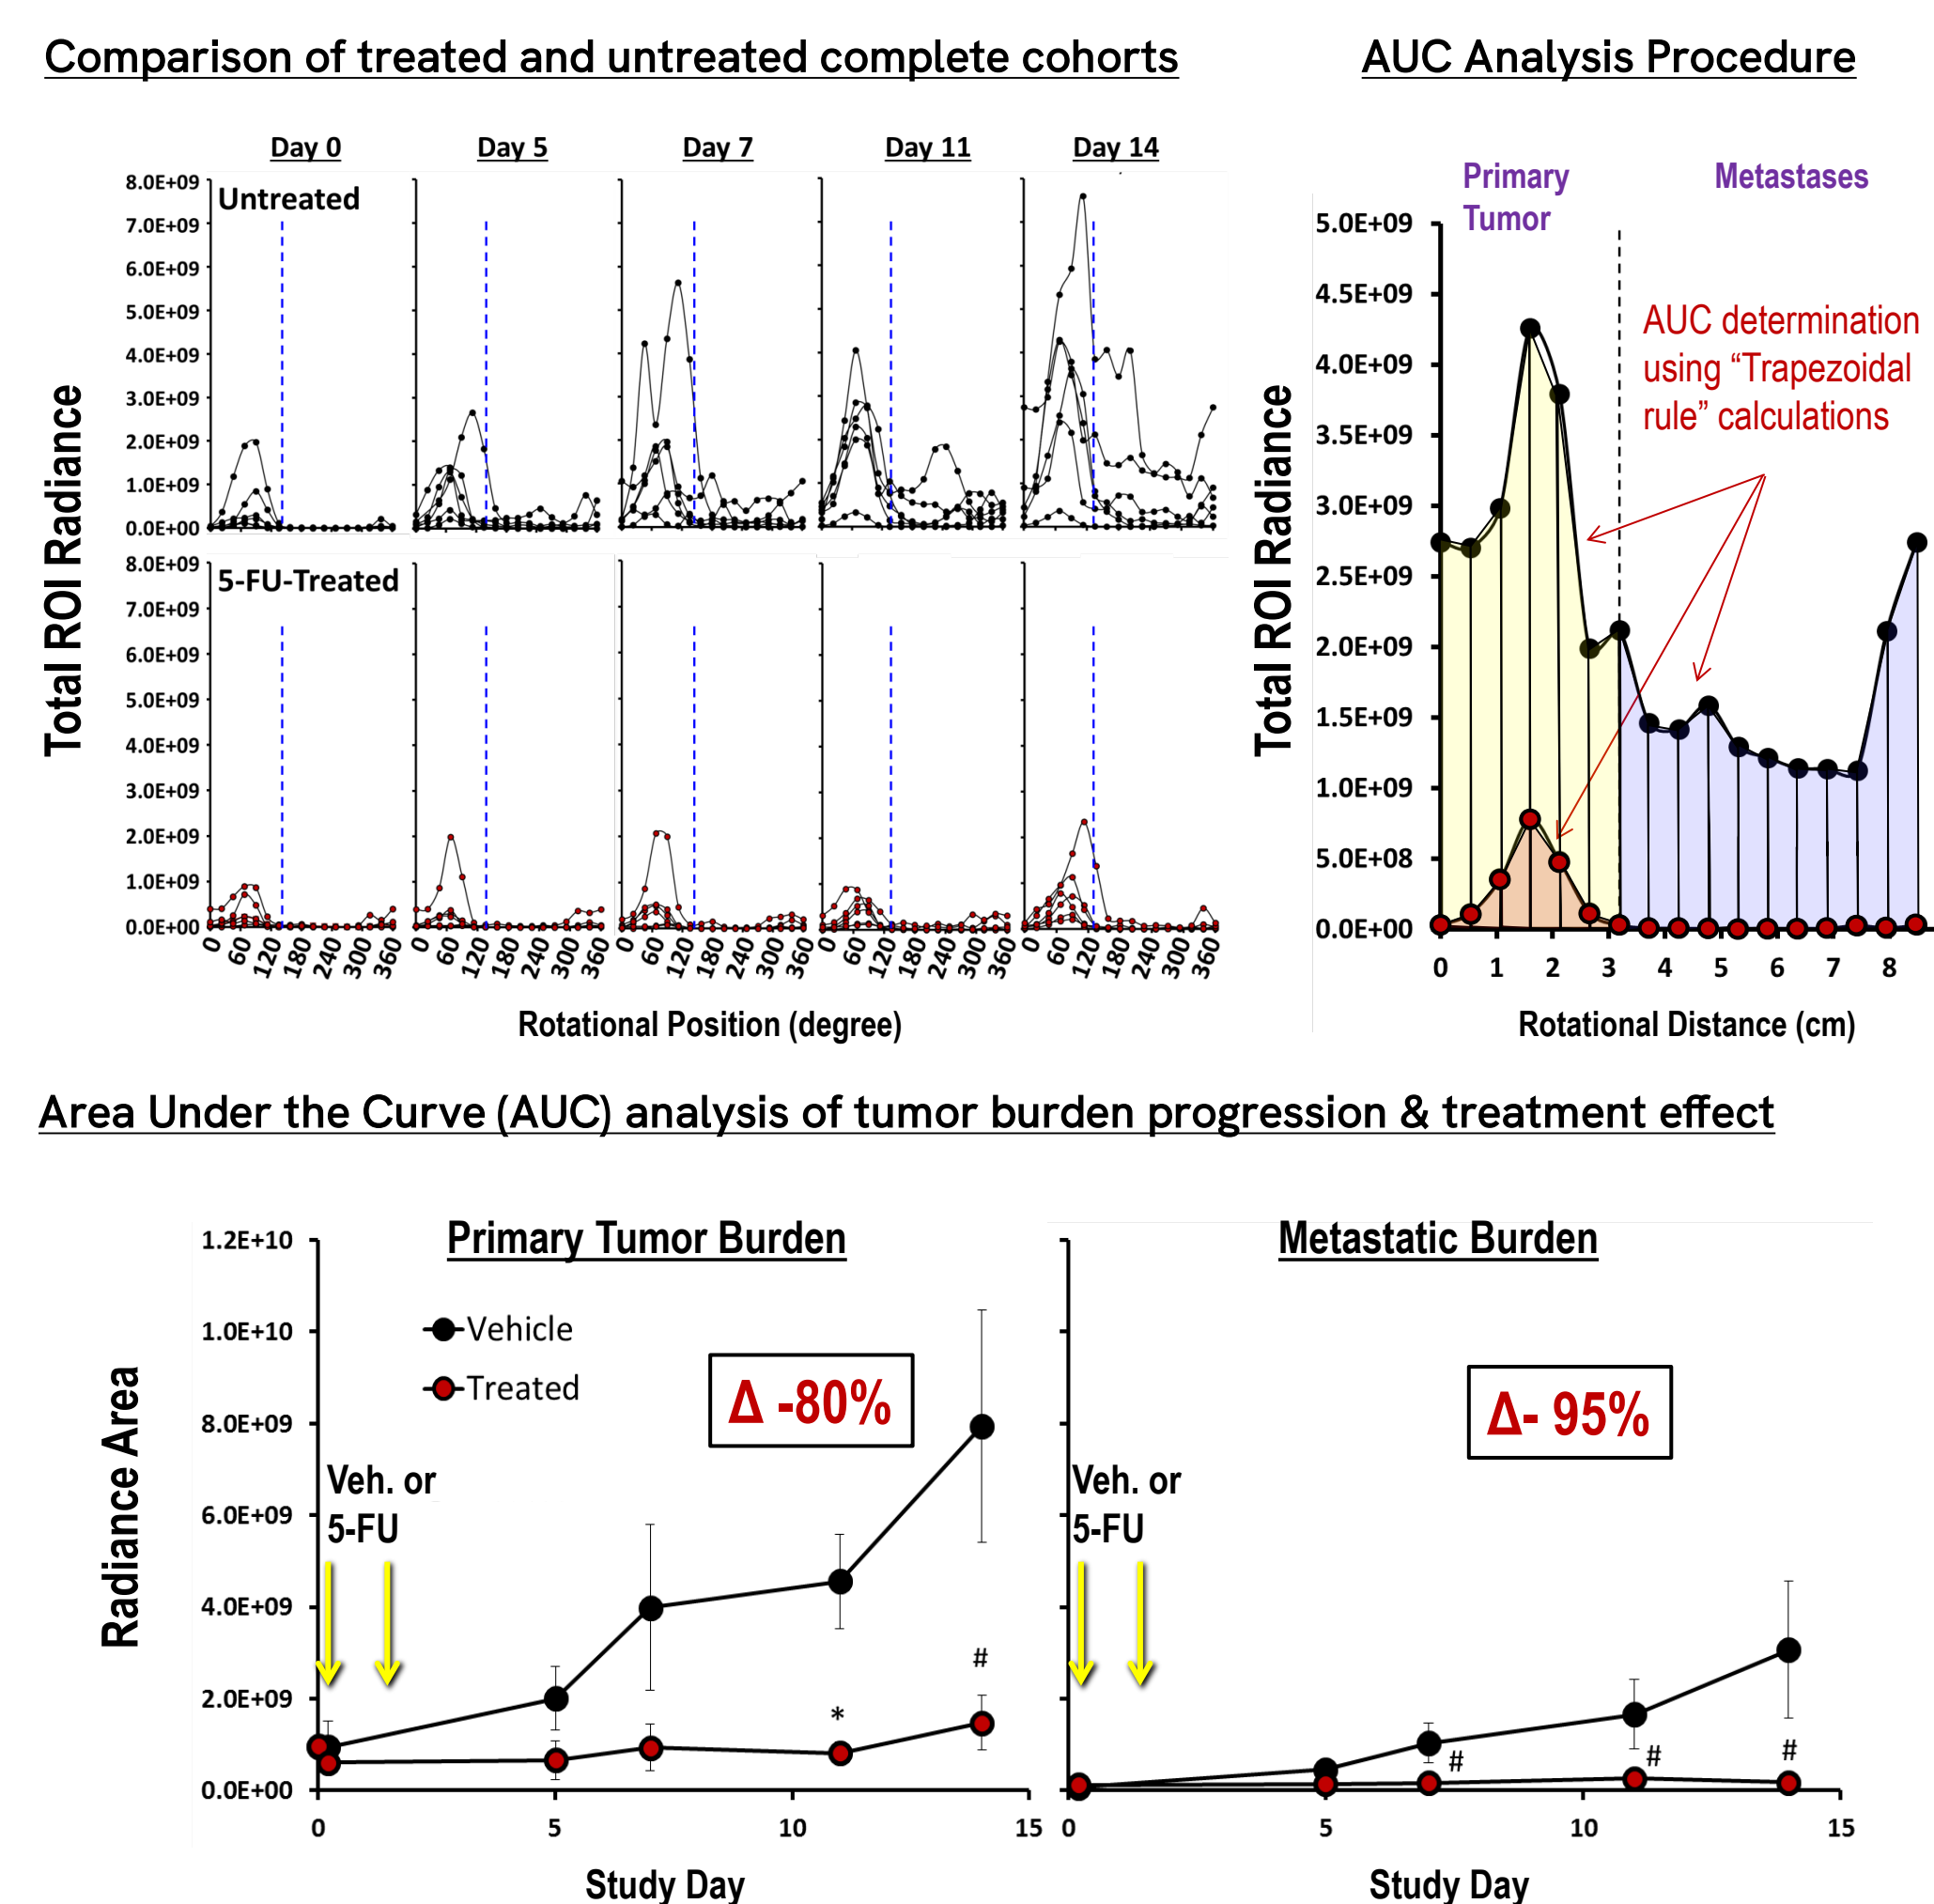 Comparison of treated and untreated complete cohorts
AUC Analysis Procedure
Day 0
Day 5
Day 7
Day 11
Day 14
Total ROI Radiance
8.0E+09
7.0E+09
6.0E+09
5.0E+09
4.0E+09
3.0E+09
2.0E+09
1.0E+09
0.0E+00
Untreated
8.0E+09
7.0E+09
6.0E+09
5.0E+09
4.0E+09
3.0E+09
2.0E+09
1.0E+09
0.0E+00
5-FU-Treated
0 60 120 180 240 300 360
0 60 120 180 240 300 360
0 60 120 180 240 300 360
0 60 120 180 240 300 360
0 60 120 180 240 300 360
Rotational Position (degree)
Primary
Tumor
Metastases
Total ROI Radiance
5.0E+09
4.5E+09
4.0E+09
3.5E+09
3.0E+09
2.5E+09
2.0E+09
1.5E+09
1.0E+09
5.0E+08
0.0E+00
AUC determination
using “Trapezoidal
rule” calculations
0 1 2 3 4 5 6 7 8
Rotational Distance (cm)
Area Under the Curve (AUC) analysis of tumor burden progression & treatment effect
Radiance Area
1.2E+10
1.0E+10
8.0E+09
6.0E+09
4.0E+09
2.0E+09
0.0E+00
Primary Tumor Burden
Vehicle
Treated
Δ -80%
Veh. or
5-FU
*
#
0 5 10 15
Study Day
Metastatic Burden
Δ- 95%
Veh. or
5-FU
#
#
#
0 5 10 15
Study Day